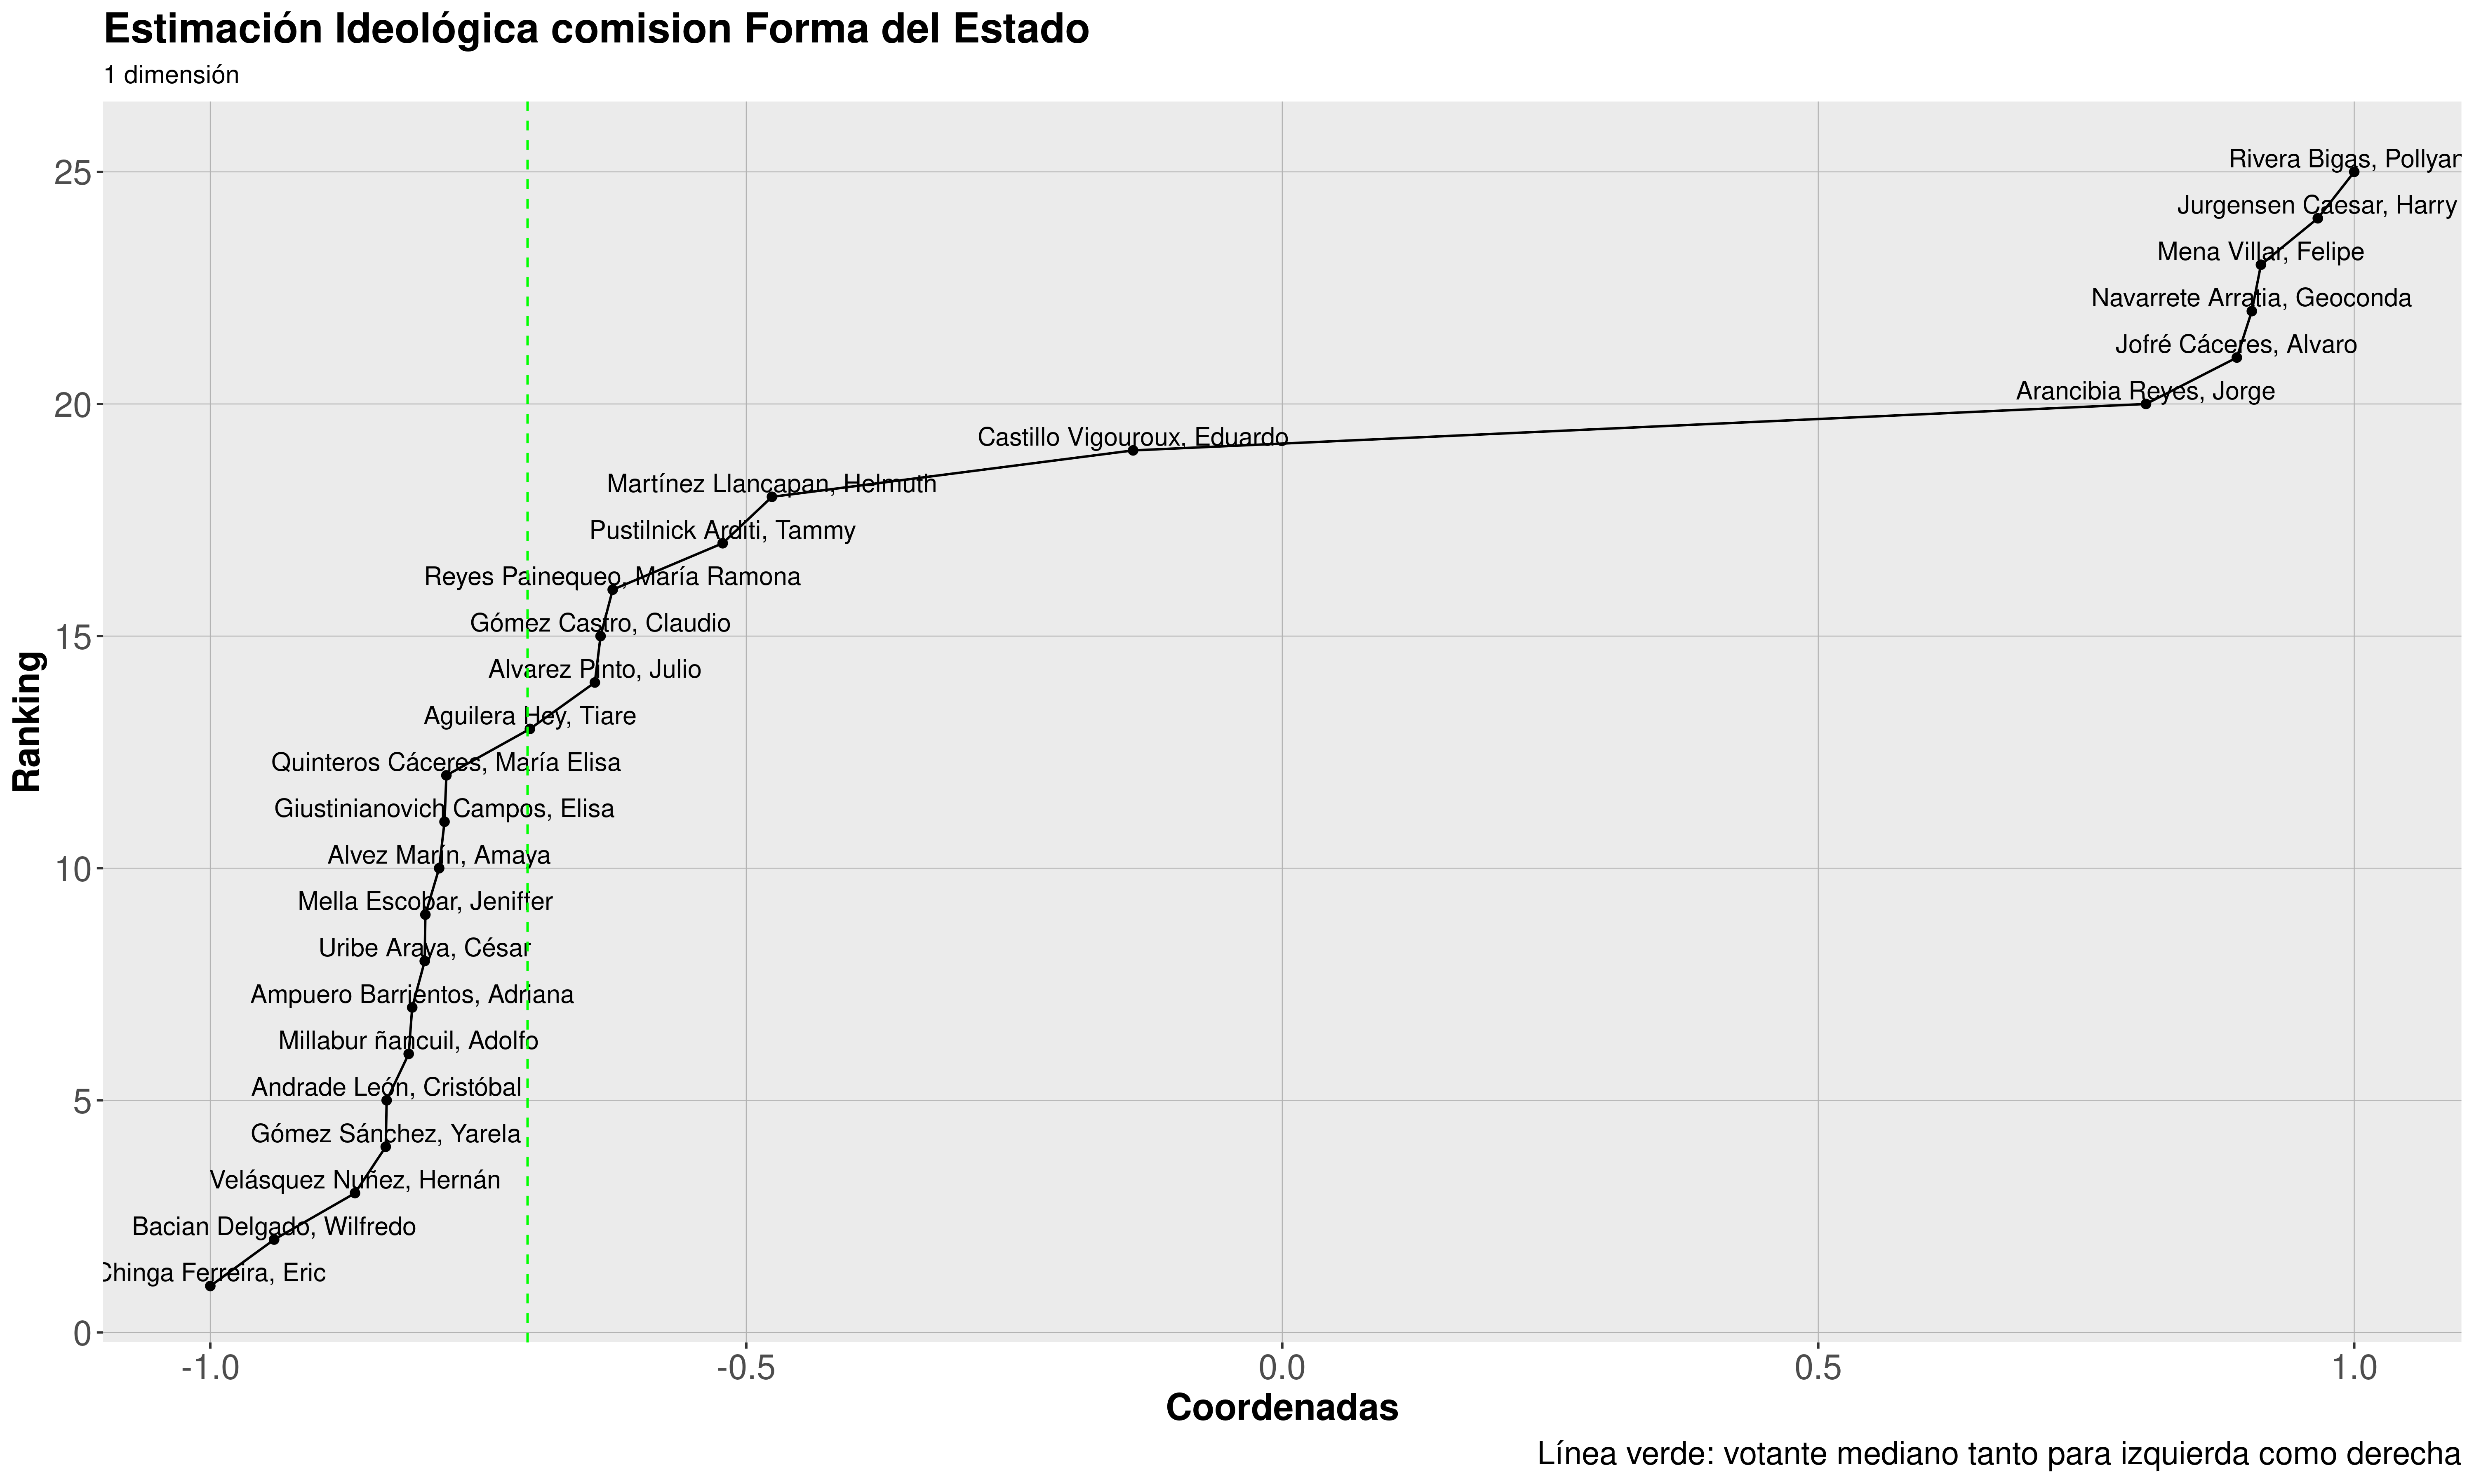 Estimación Ideológica comision Forma del Estado
1 dimensión
25
Rivera Bigas, Pollyan
Jurgensen Caesar, Harry
Mena Villar, Felipe
Navarrete Arratia, Geoconda
Jofré Cáceres, Alvaro
20
Arancibia Reyes, Jorge
Castillo Vigouroux, Eduardo
Martínez Llancapan, Helmuth
Pustilnick Arditi, Tammy
Reyes Painequeo, María Ramona
15
Gómez Castro, Claudio
Alvarez Pinto, Julio
Aguilera Hey, Tiare
Quinteros Cáceres, María Elisa
Giustinianovich Campos, Elisa
10
Alvez Marín, Amaya
Mella Escobar, Jeniffer
Uribe Araya, César
Ampuero Barrientos, Adriana
Millabur ñancuil, Adolfo
5
Andrade León, Cristóbal
Gómez Sánchez, Yarela
Velásquez Nuñez, Hernán
Bacian Delgado, Wilfredo
Chinga Ferreira, Eric
0
Ranking
-1.0 -0.5 0.0 0.5 1.0
Coordenadas
Línea verde: votante mediano tanto para izquierda como derecha